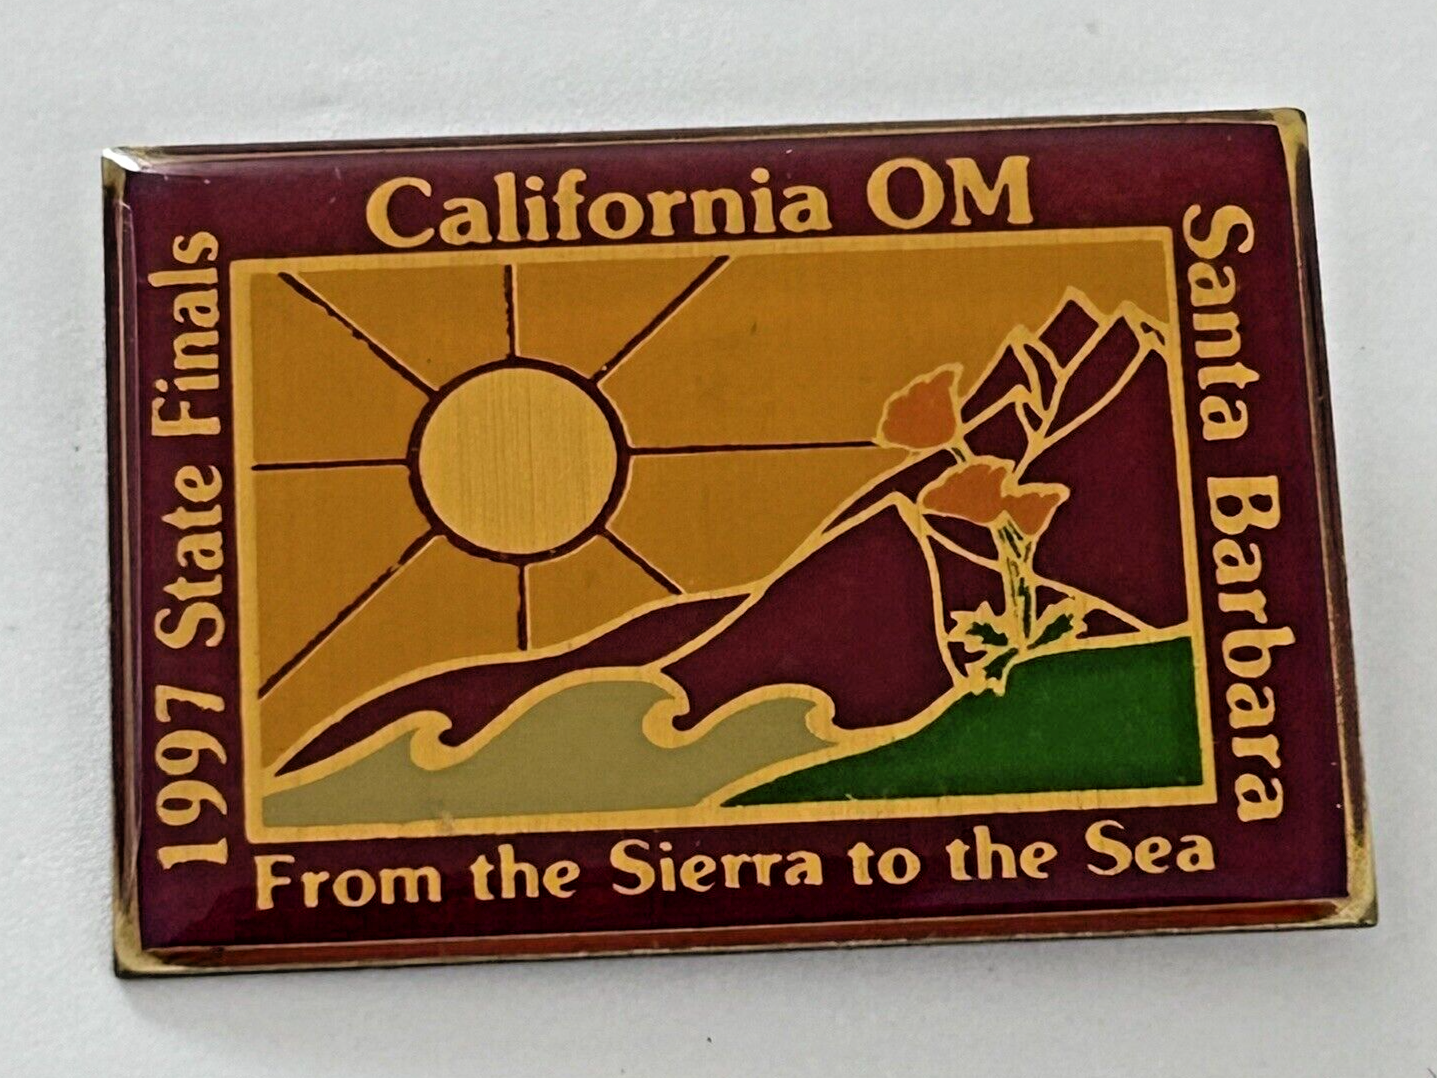 California OM
1997 State Finals
Santa Barbara
From the Sierra to the Sea